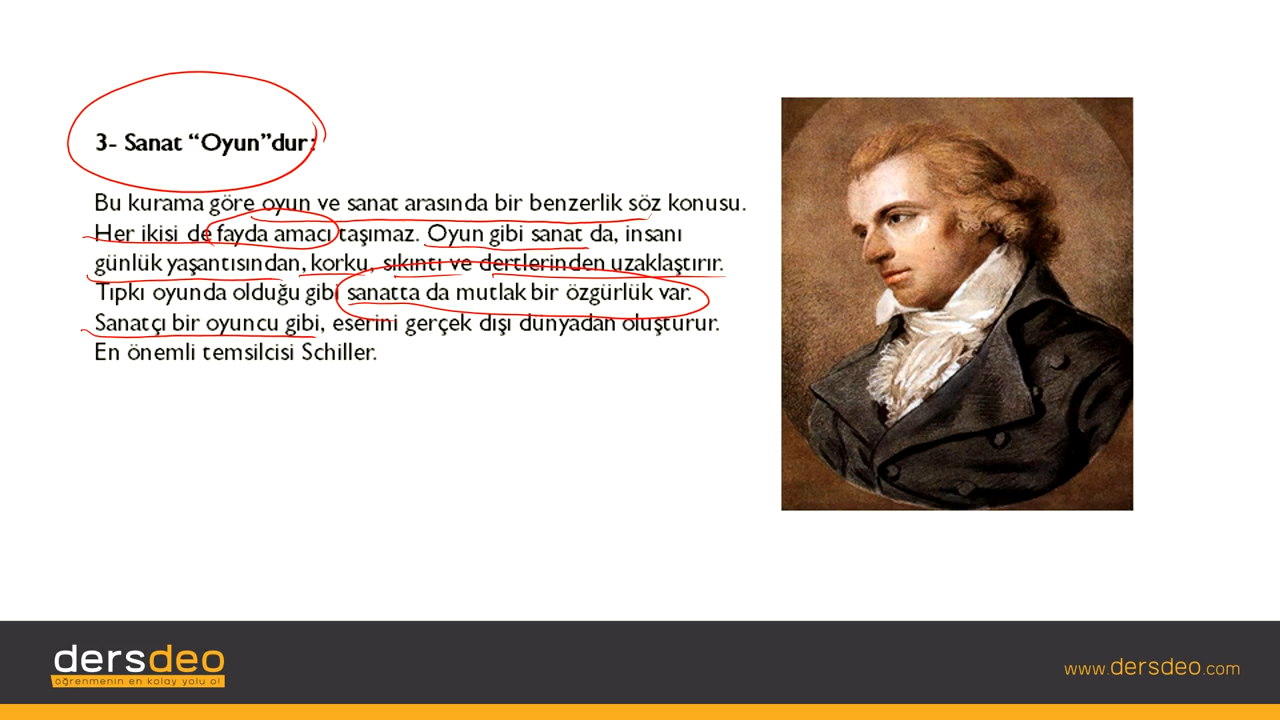 3- Sanat “Oyun”dur:
Bu kurama göre oyun ve sanat arasında bir benzerlik söz konusu.
Her ikisi de fayda amacı taşımaz. Oyun gibi sanat da, insanı
günlük yaşantısından, korku, sıkıntı ve dertlerinden uzaklaştırır.
Tıpkı oyunda olduğu gibi sanatta da mutlak bir özgürlük var.
Sanatçı bir oyuncu gibi, eserini gerçek dışı dünyadan oluşturur.
En önemli temsilcisi Schiller.
dersdeo
öğrenmenin en kolay yolu o!
www.dersdeo.com